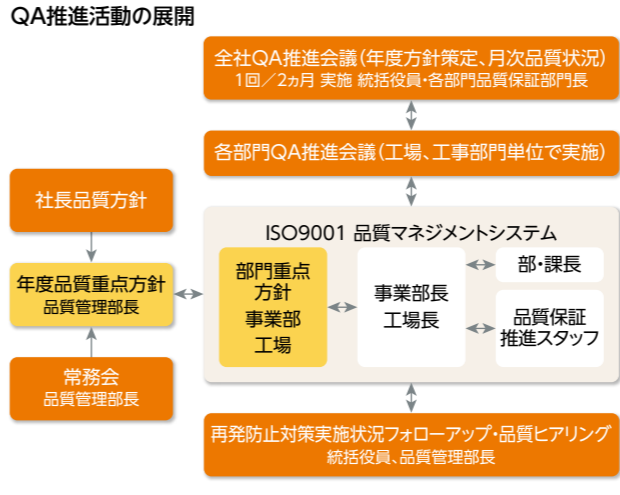 QA推進活動の展開
全社QA推進会議(年度方針策定、月次品質状況)
1回/2ヵ月 実施 統括役員・各部門品質保証部門長
各部門QA推進会議(工場、工事部門単位で実施)
社長品質方針
年度品質重点方針
品質管理部長
常務会
品質管理部長
ISO9001 品質マネジメントシステム
部門重点
方針
事業部
工場
事業部長
工場長
部・課長
品質保証
推進スタッフ
再発防止対策実施状況フォローアップ・品質ヒアリング
統括役員、品質管理部長